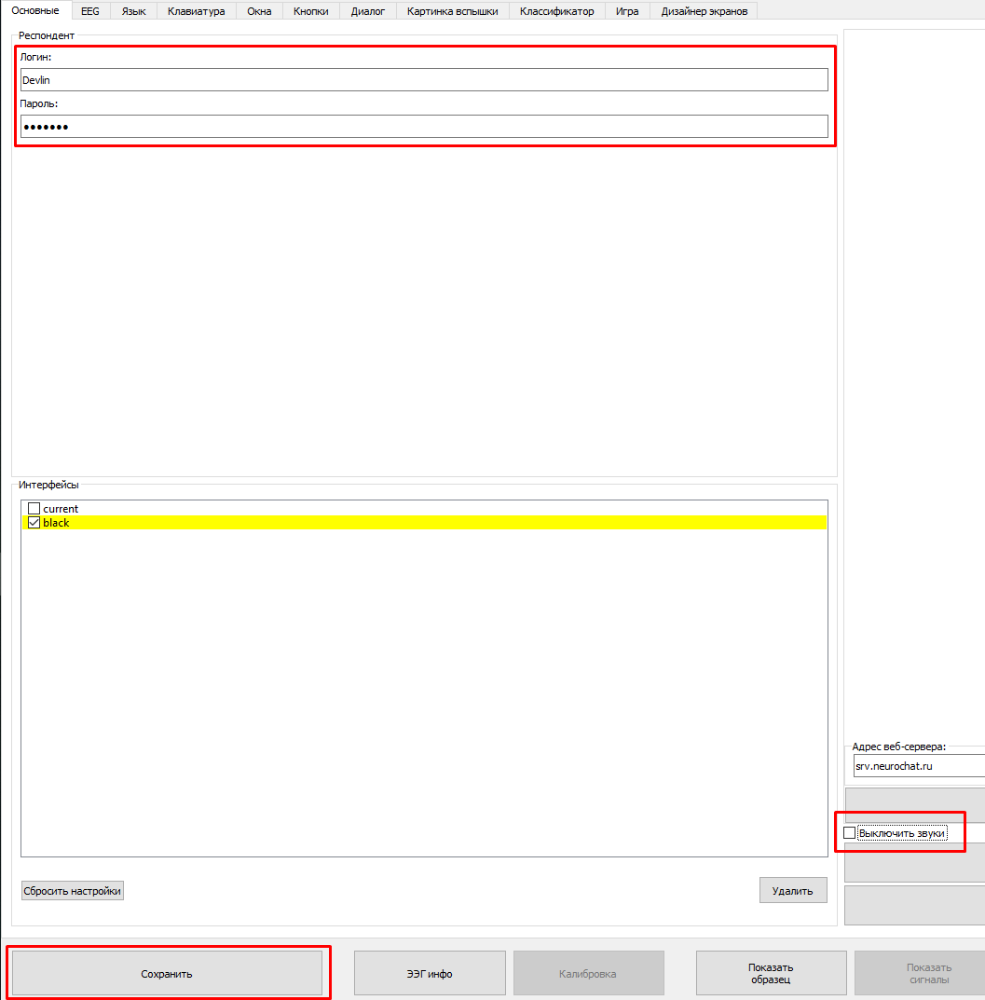 Основные EEG Язык Клавиатура Окна Кнопки Диалог Картинка вспышки Классификатор Игра Дизайнер экранов
Респондент
Логин:
Devlin
Пароль:
•••••••
Интерфейсы
current
black
Адрес веб-сервера:
srv.neurochat.ru
Выключить звуки
Сбросить настройки
Удалить
Сохранить
ЭЭГ инфо
Калибровка
Показать
образец
Показать
сигналы